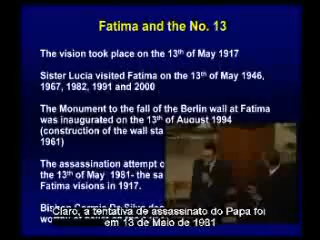 Fatima and the No. 13
The vision took place on the 13th of May 1917
Sister Lucia visited Fatima on the 13th of May 1946,
1967, 1982, 1991 and 2000
The Monument to the fall of the Berlin wall at Fatima
was inaugurated on the 13th of August 1994
(construction of the wall sta
1961)
The assassination attempt o
the 13th of May 1981- the sa
Fatima visions in 1917.
"Claro, a tentativa de assassinato do Papa foi
em 13 de Maio de 1981